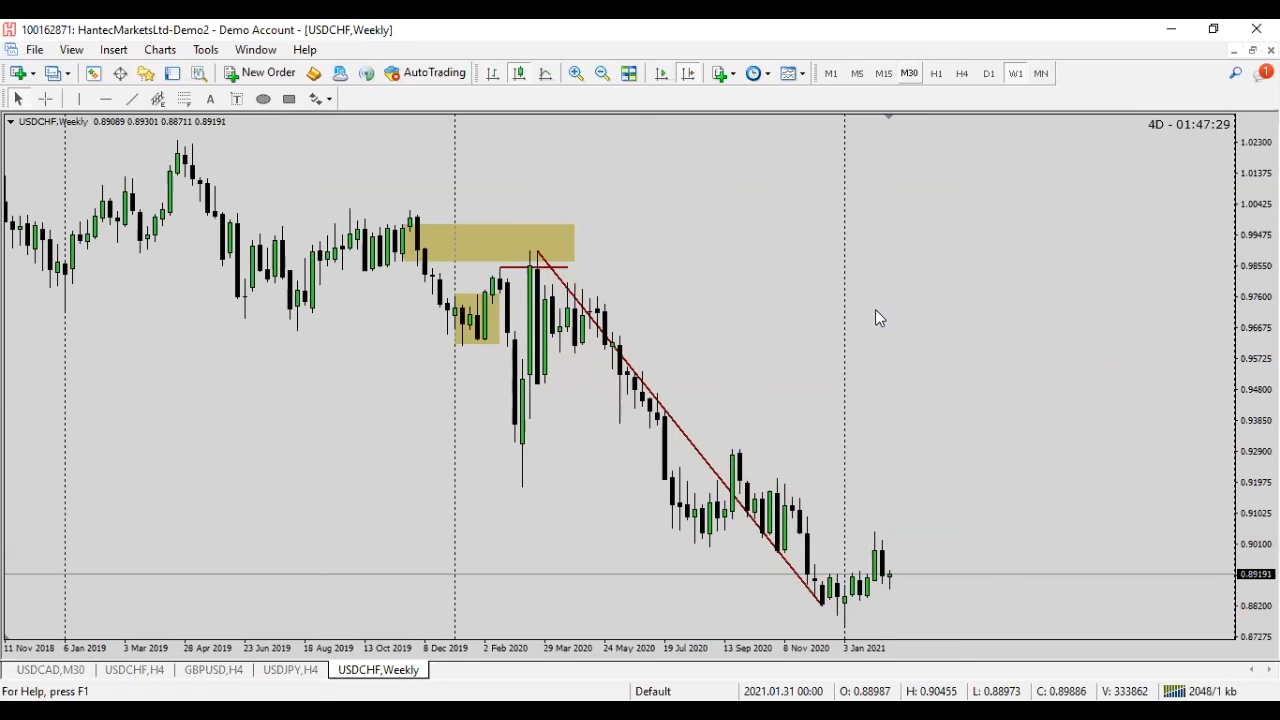 100162871: HantecMarketsLtd-Demo2 - Demo Account - [USDCHF,Weekly]
File View Insert Charts Tools Window Help
New Order AutoTrading M1 M5 M15 M30 H1 H4 D1 W1 MN 1
A T
USDCHF,Weekly 0.89089 0.89301 0.88711 0.89191
4D - 01:47:29
1.02300
1.01375
1.00425
0.99475
0.98550
0.97600
0.96675
0.95725
0.94800
0.93850
0.92900
0.91975
0.91025
0.90100
0.89191
0.88200
0.87275
11 Nov 2018 6 Jan 2019 3 Mar 2019 28 Apr 2019 23 Jun 2019 18 Aug 2019 13 Oct 2019 8 Dec 2019 2 Feb 2020 29 Mar 2020 24 May 2020 19 Jul 2020 13 Sep 2020 8 Nov 2020 3 Jan 2021
USDCAD,M30 USDCHF,H4 GBPUSD,H4 USDJPY,H4 USDCHF,Weekly
For Help, press F1 Default 2021.01.31 00:00 O: 0.88987 H: 0.90455 L: 0.88973 C: 0.89886 V: 333862 2048/1 kb